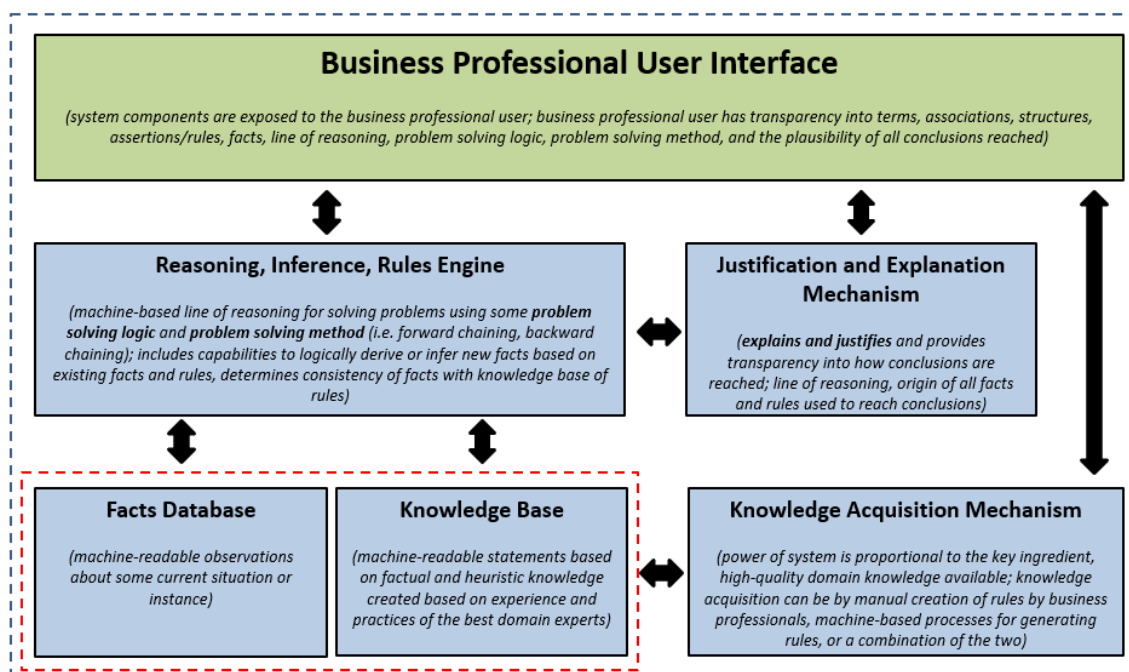 Business Professional User Interface
(system components are exposed to the business professional user; business professional user has transparency into terms, associations, structures,
assertions/rules, facts, line of reasoning, problem solving logic, problem solving method, and the plausibility of all conclusions reached)
Reasoning, Inference, Rules Engine
(machine-based line of reasoning for solving problems using some problem
solving logic and problem solving method (i.e. forward chaining, backward
chaining); includes capabilities to logically derive or infer new facts based on
existing facts and rules, determines consistency of facts with knowledge base of
rules)
Justification and Explanation
Mechanism
(explains and justifies and provides
transparency into how conclusions are
reached; line of reasoning, origin of all facts
and rules used to reach conclusions)
Facts Database
(machine-readable observations
about some current situation or
instance)
Knowledge Base
(machine-readable statements based
on factual and heuristic knowledge
created based on experience and
practices of the best domain experts)
Knowledge Acquisition Mechanism
(power of system is proportional to the key ingredient,
high-quality domain knowledge available; knowledge
acquisition can be by manual creation of rules by business
professionals, machine-based processes for generating
rules, or a combination of the two)